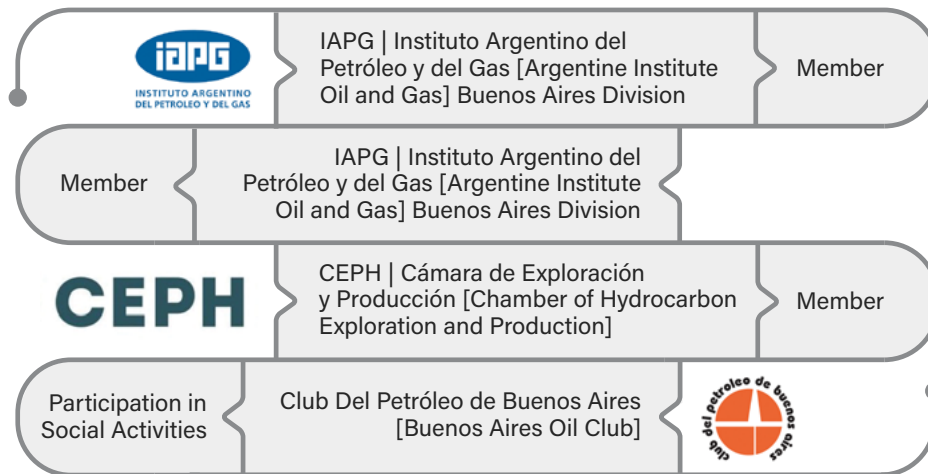 iapg
INSTITUTO ARGENTINO
DEL PETROLEO Y DEL GAS
IAPG | Instituto Argentino del
Petróleo y del Gas [Argentine Institute
Oil and Gas] Buenos Aires Division
Member
Member
IAPG | Instituto Argentino del
Petróleo y del Gas [Argentine Institute
Oil and Gas] Buenos Aires Division
CEPH
CEPH | Cámara de Exploración
y Producción [Chamber of Hydrocarbon
Exploration and Production]
Member
Participation in
Social Activities
Club Del Petróleo de Buenos Aires
[Buenos Aires Oil Club]
club del petroleo de buenos aires